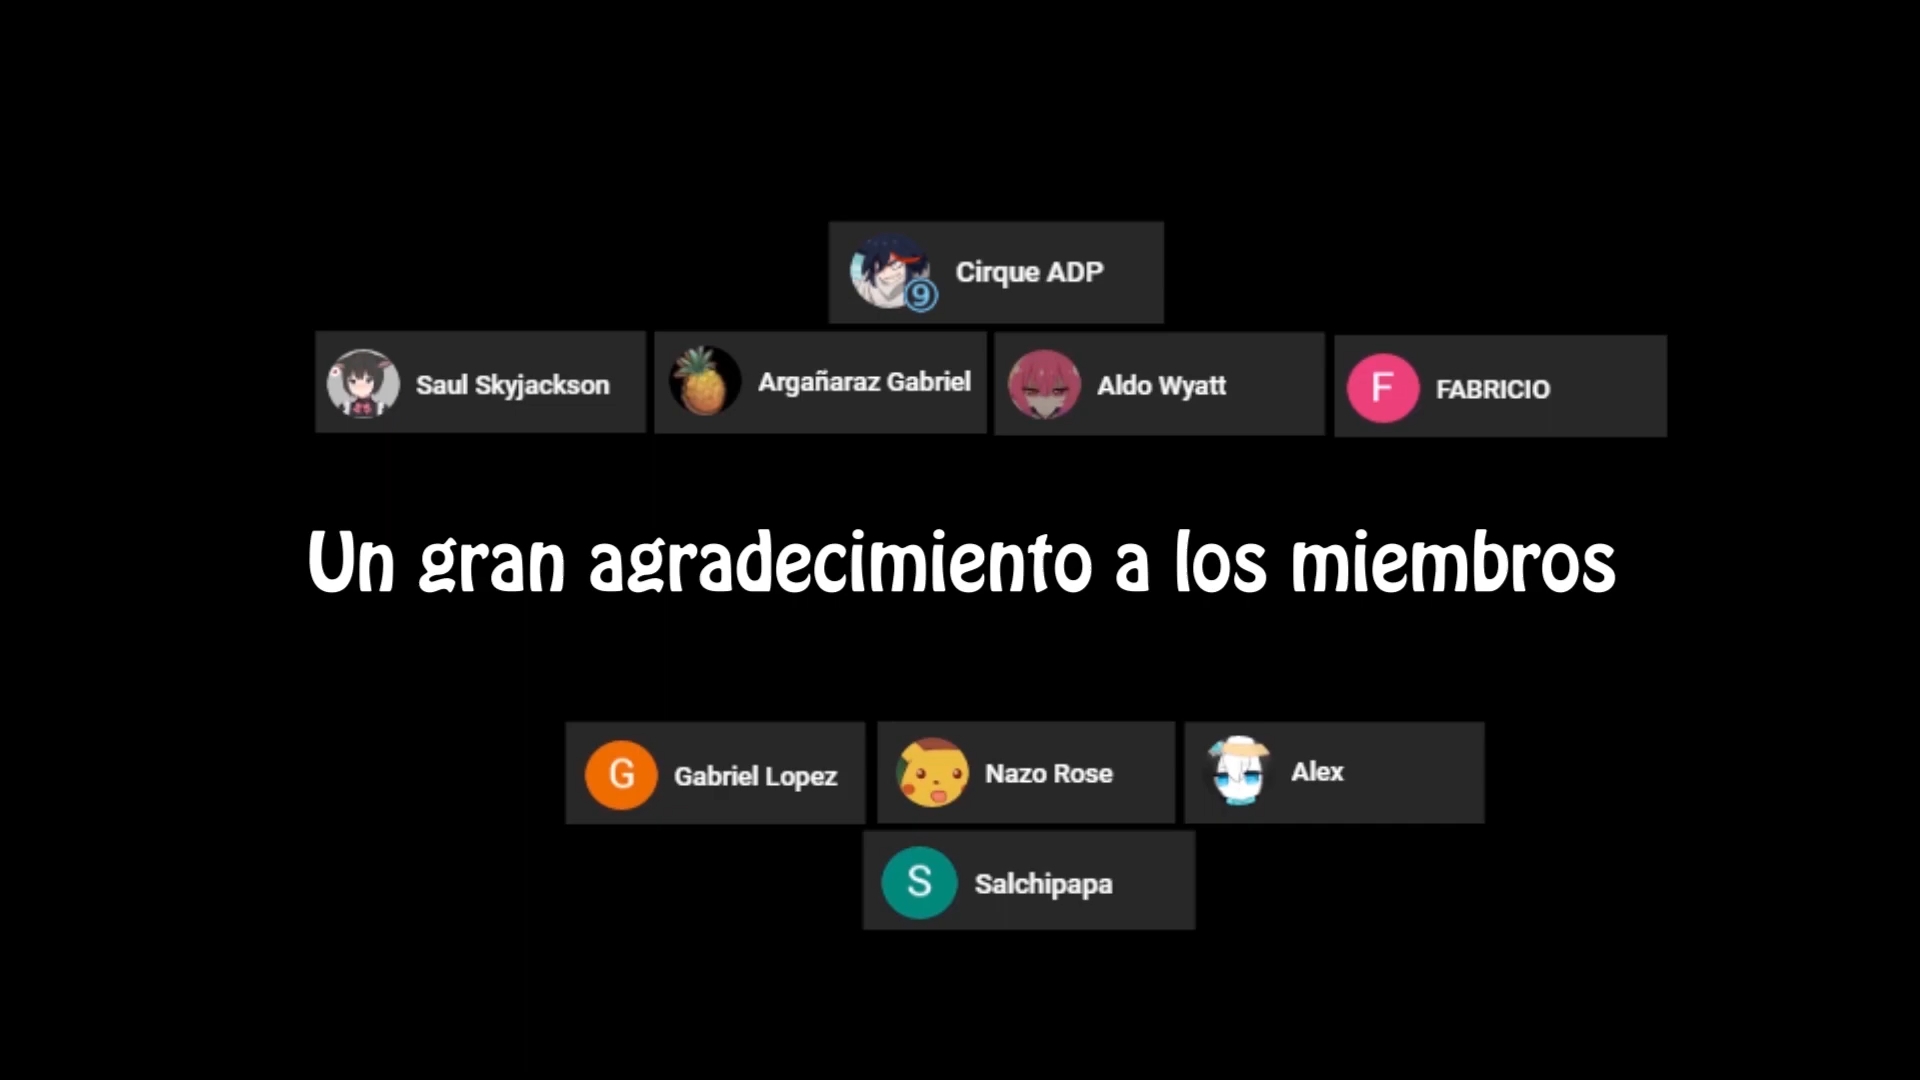 9
Cirque ADP
Saul Skyjackson
Argañaraz Gabriel
Aldo Wyatt
F
FABRICIO
Un gran agradecimiento a los miembros
G
Gabriel Lopez
Nazo Rose
Alex
S
Salchipapa